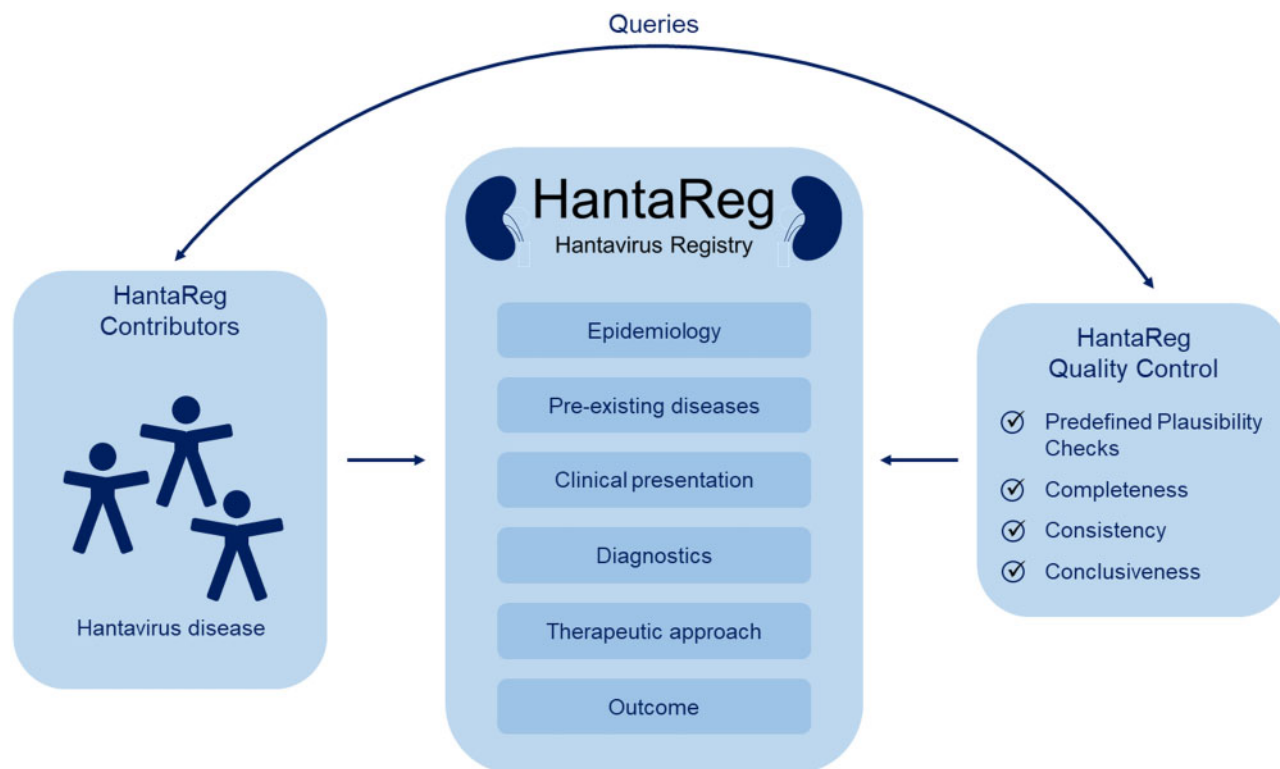 Queries
HantaReg
Contributors
Hantavirus disease
HantaReg
Hantavirus Registry
Epidemiology
Pre-existing diseases
Clinical presentation
Diagnostics
Therapeutic approach
Outcome
HantaReg
Quality Control
Predefined Plausibility
Checks
Completeness
Consistency
Conclusiveness